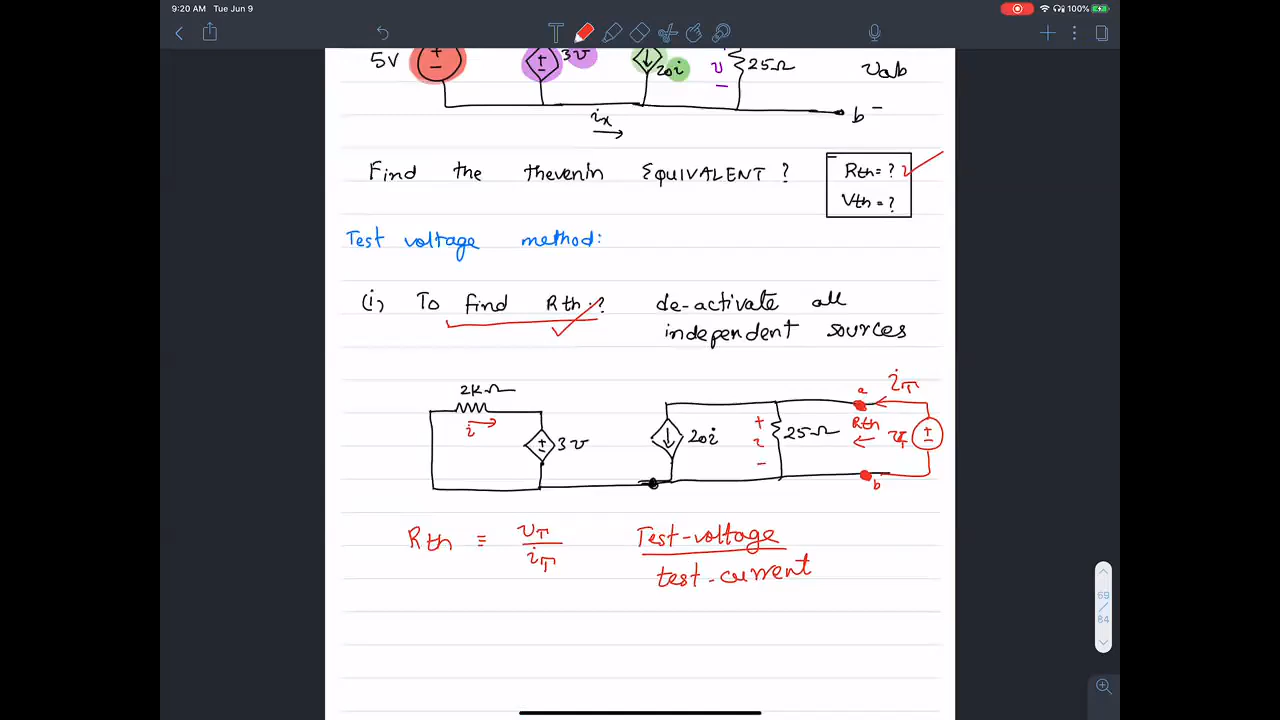 9:20 AM Tue Jun 9
100%
5V
3v
20i
v
−
25Ω
Vab
ix
b −
Find the thevenin EQUIVALENT ?
Rth = ?
Vth = ?
Test voltage method:
(i) To find Rth ? de-activate all
independent sources
2KΩ
i
3v
20i
+
v
−
25Ω
a
iT
Rth
vT
b
Rth ≡ vT / iT
Test-voltage
test-current
69
/
84